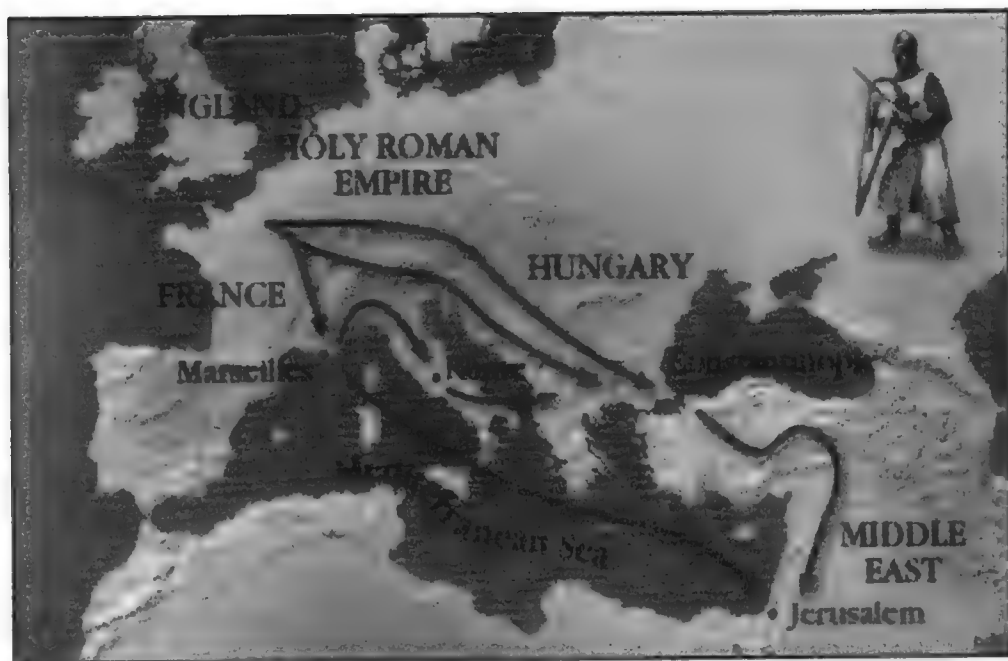 ENGLAND
HOLY ROMAN
EMPIRE
HUNGARY
FRANCE
Marseilles
Rome
Constantinople
Mediterranean Sea
MIDDLE
EAST
Jerusalem